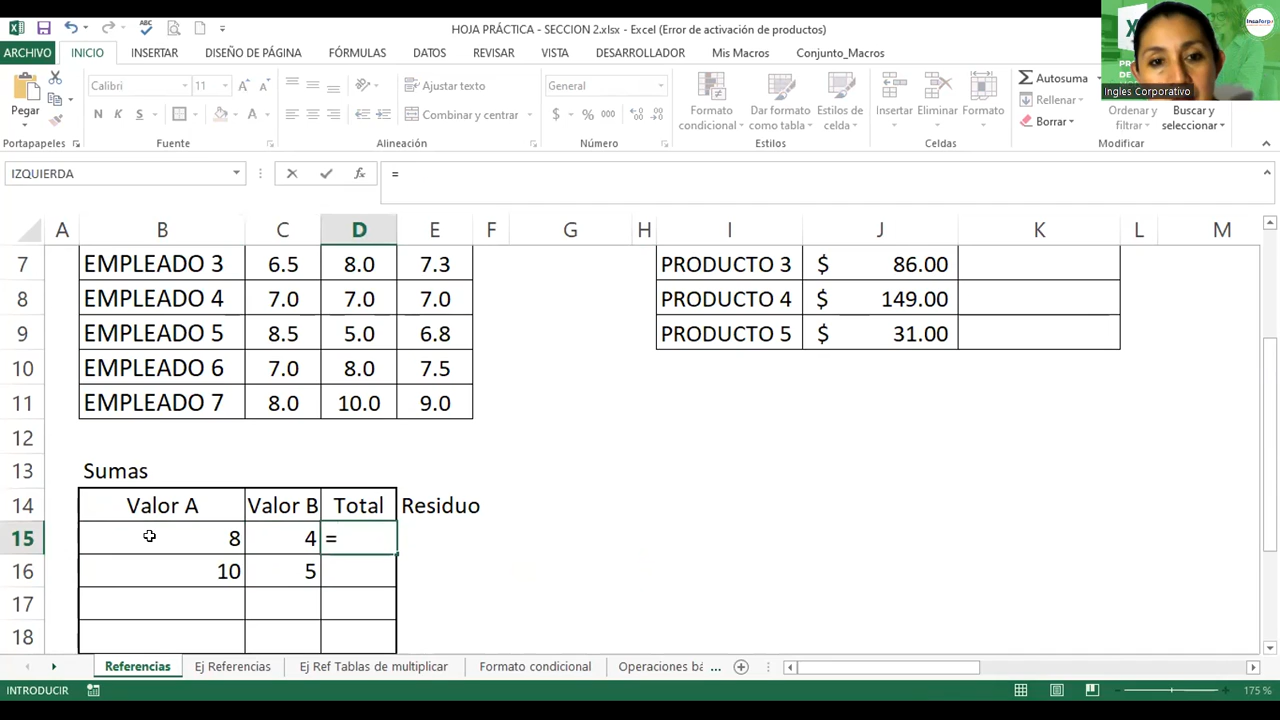 HOJA PRÁCTICA - SECCION 2.xlsx - Excel (Error de activación de productos)
ARCHIVO INICIO INSERTAR DISEÑO DE PÁGINA FÓRMULAS DATOS REVISAR VISTA DESARROLLADOR Mis Macros Conjunto_Macros
Ingles Corporativo
Pegar
Calibri 11
N K S
Ajustar texto
Combinar y centrar
General
$ % 000
Formato condicional
Dar formato como tabla
Estilos de celda
Insertar
Eliminar
Formato
Autosuma
Rellenar
Borrar
Ordenar y filtrar
Buscar y seleccionar
Portapapeles Fuente Alineación Número Estilos Celdas Modificar
IZQUIERDA fx =
A B C D E F G H I J K L M
7 EMPLEADO 3 6.5 8.0 7.3 PRODUCTO 3 $ 86.00
8 EMPLEADO 4 7.0 7.0 7.0 PRODUCTO 4 $ 149.00
9 EMPLEADO 5 8.5 5.0 6.8 PRODUCTO 5 $ 31.00
10 EMPLEADO 6 7.0 8.0 7.5
11 EMPLEADO 7 8.0 10.0 9.0
12
13 Sumas
14 Valor A Valor B Total Residuo
15 8 4 =
16 10 5
17
18
Referencias Ej Referencias Ej Ref Tablas de multiplicar Formato condicional Operaciones bá ...
INTRODUCIR 175 %